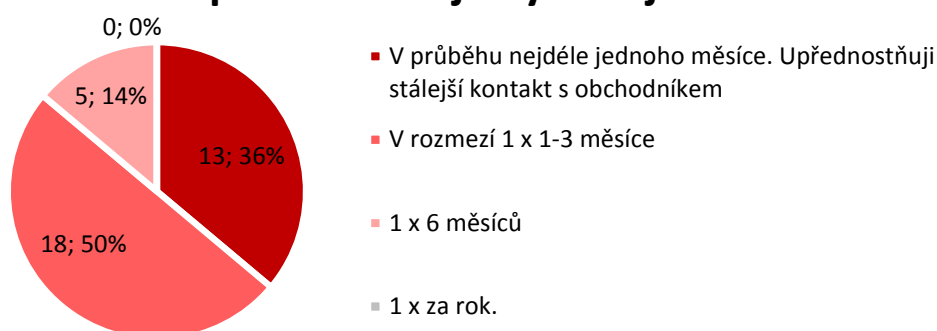 0; 0%
5; 14%
13; 36%
18; 50%
V průběhu nejdéle jednoho měsíce. Upřednostňuji
stálejší kontakt s obchodníkem
V rozmezí 1 x 1-3 měsíce
1 x 6 měsíců
1 x za rok.